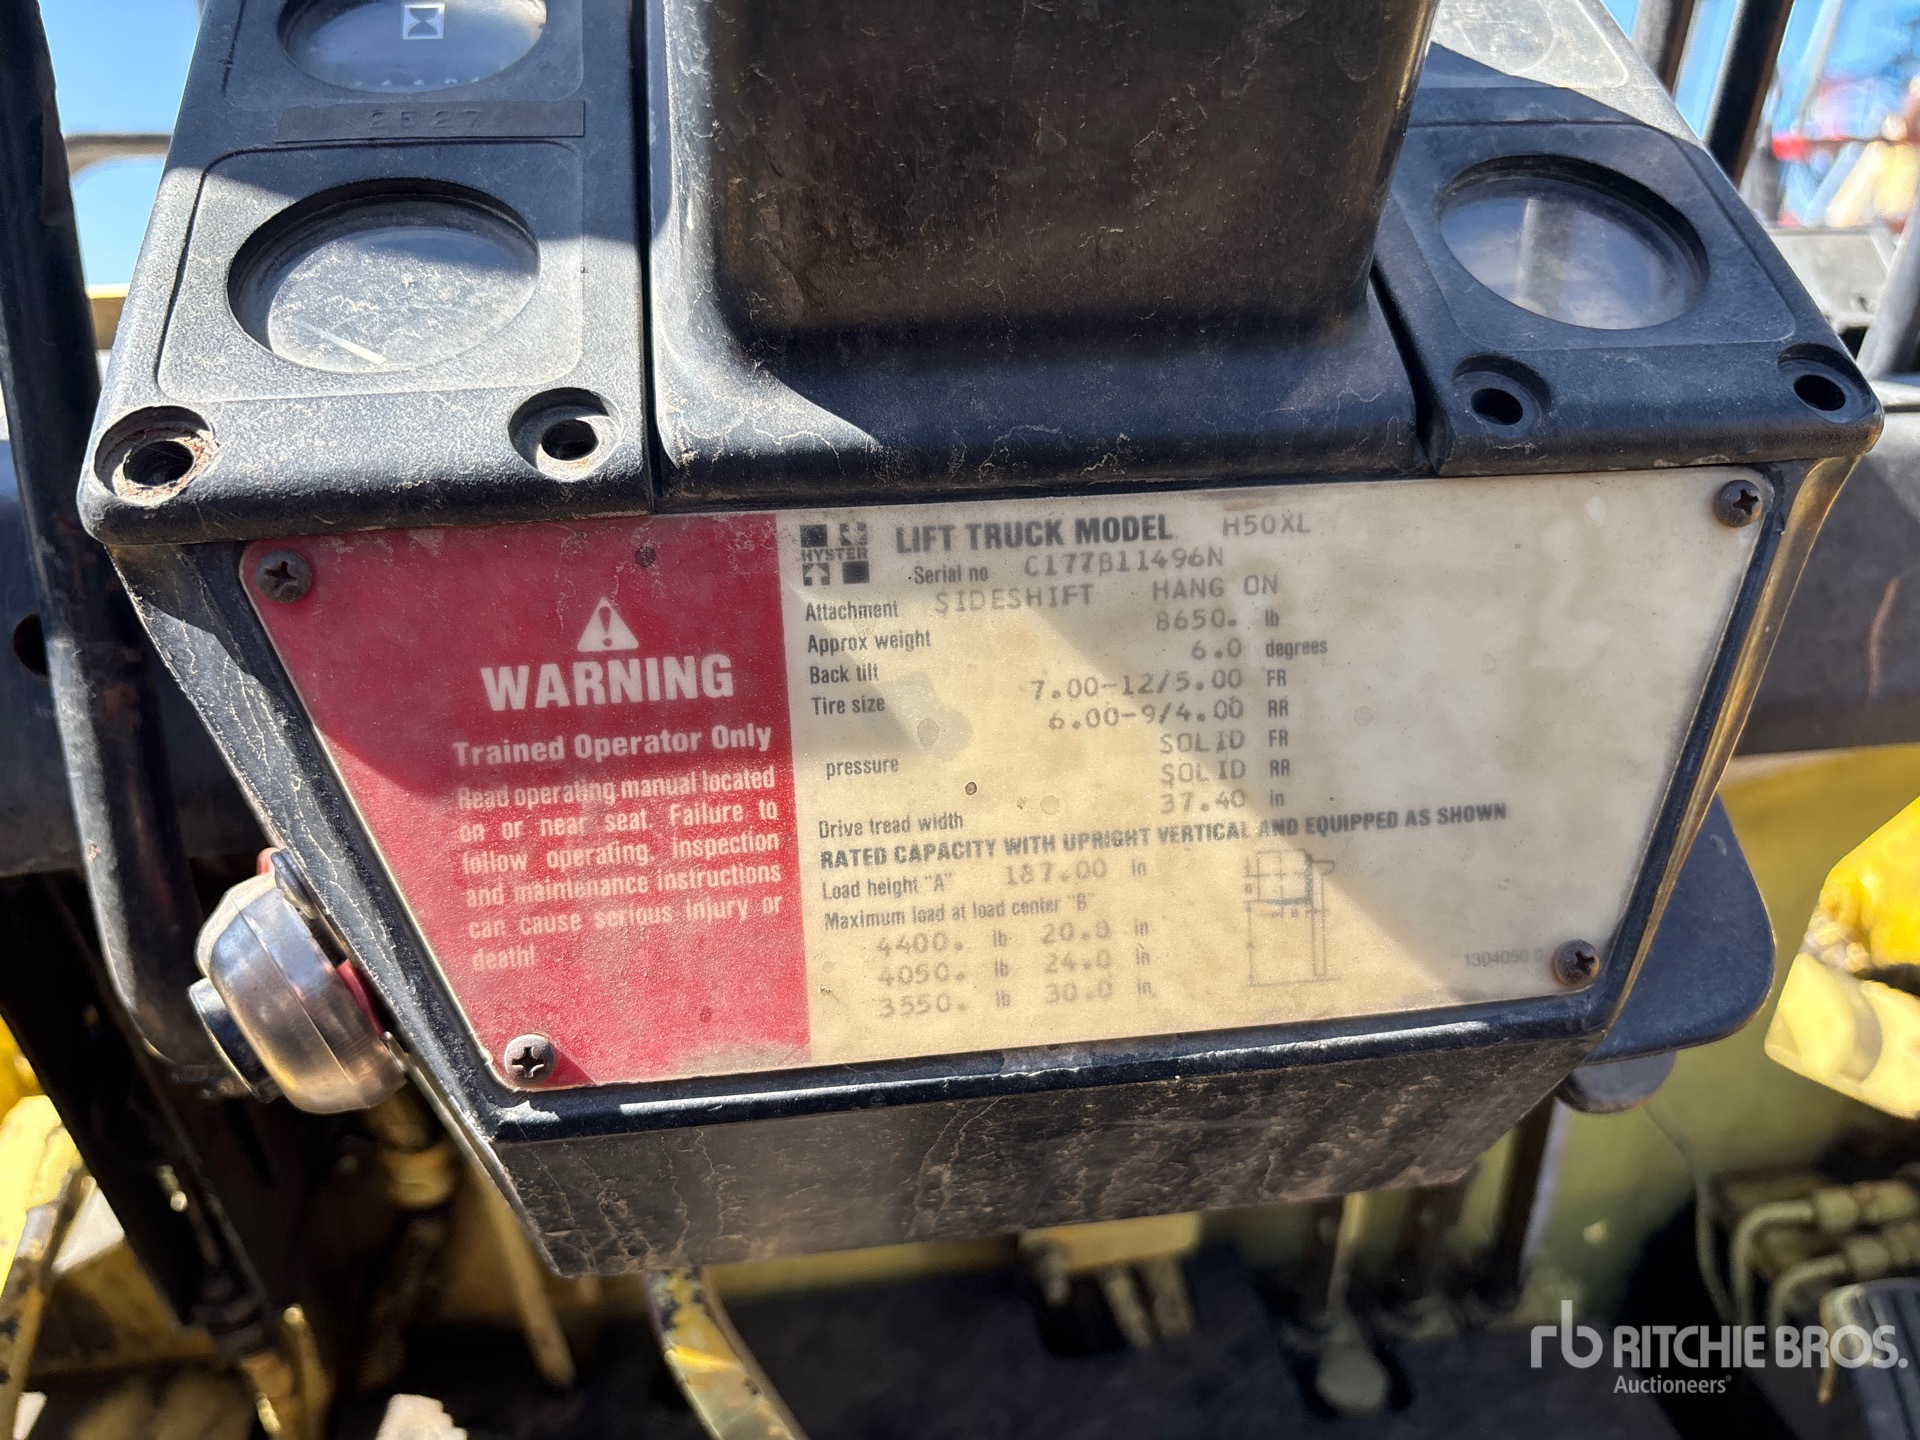 2527
HYSTER
LIFT TRUCK MODEL H50XL
Serial no C177B11496N
Attachment SIDESHIFT HANG ON
Approx weight 8650. lb
Back tilt 6.0 degrees
Tire size 7.00-12/5.00 FR
6.00-9/4.00 RR
pressure SOLID FR
SOLID RR
Drive tread width 37.40 in
RATED CAPACITY WITH UPRIGHT VERTICAL AND EQUIPPED AS SHOWN
Load height "A" 187.00 in
Maximum load at load center "B"
4400. lb 20.0 in
4050. lb 24.0 in
3550. lb 30.0 in
1304050 0
WARNING
Trained Operator Only
Read operating manual located
on or near seat. Failure to
follow operating, inspection
and maintenance instructions
can cause serious injury or
death!
rb RITCHIE BROS.
Auctioneers